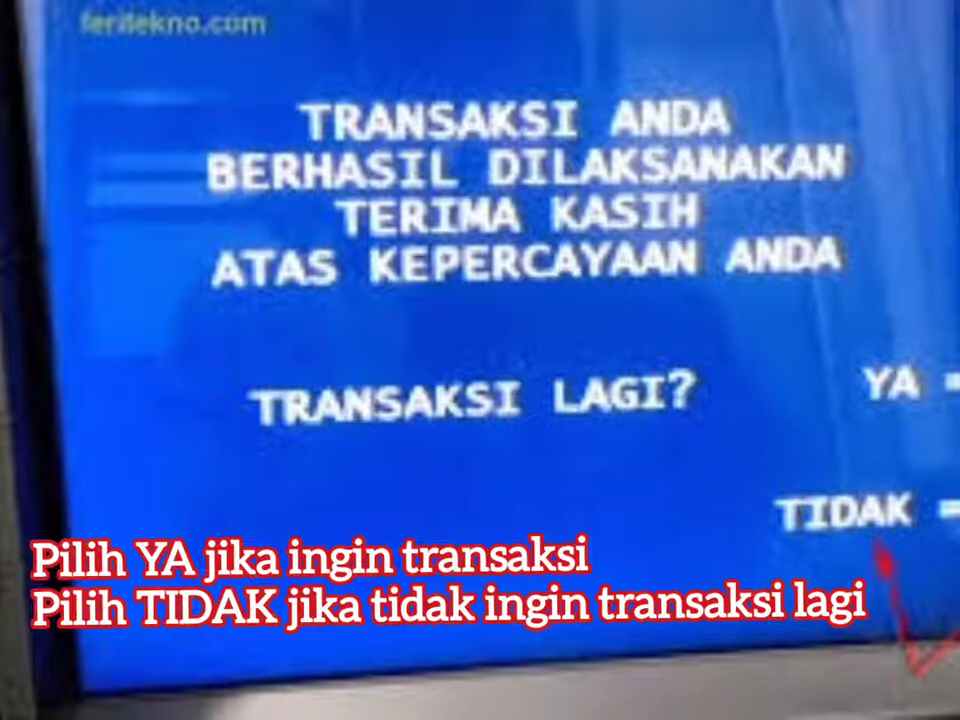 feritekno.com
TRANSAKSI ANDA
BERHASIL DILAKSANAKAN
TERIMA KASIH
ATAS KEPERCAYAAN ANDA
TRANSAKSI LAGI?
YA =
TIDAK =
Pilih YA jika ingin transaksi
Pilih TIDAK jika tidak ingin transaksi lagi